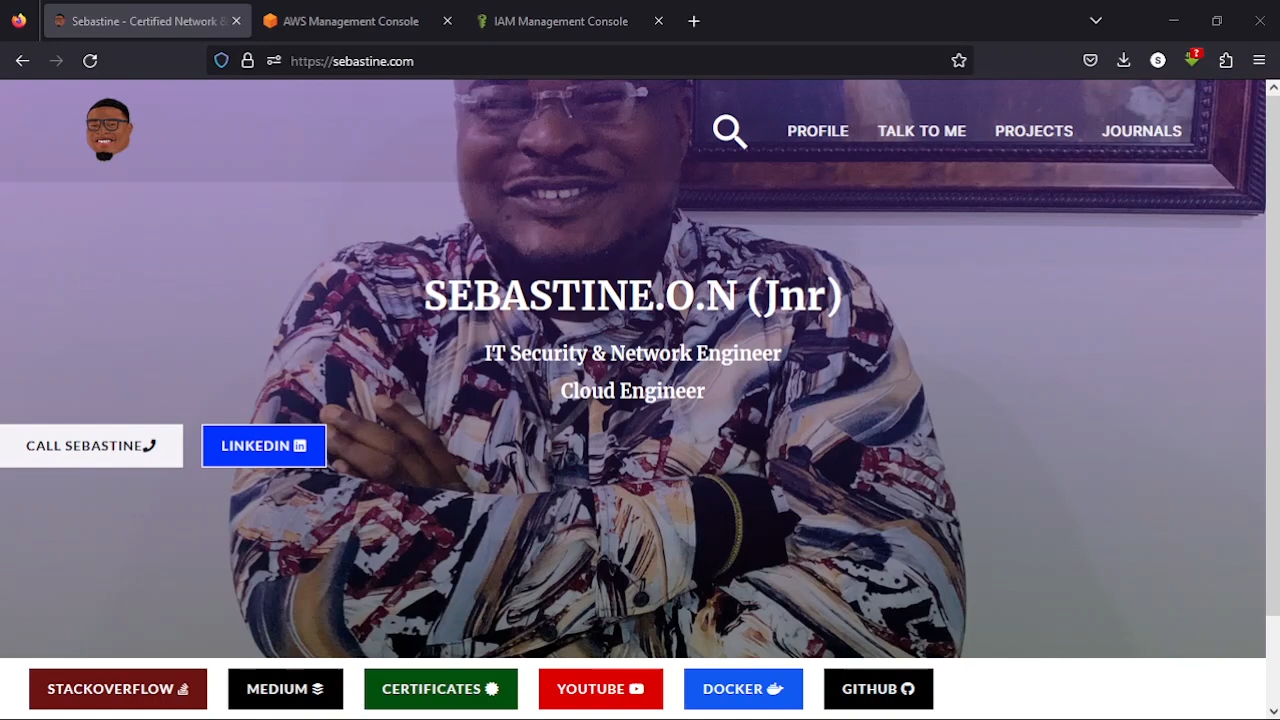 Sebastine - Certified Network &
AWS Management Console
IAM Management Console
https://sebastine.com
S
?
PROFILE
TALK TO ME
PROJECTS
JOURNALS
SEBASTINE.O.N (Jnr)
IT Security & Network Engineer
Cloud Engineer
CALL SEBASTINE
LINKEDIN
STACKOVERFLOW
MEDIUM
CERTIFICATES
YOUTUBE
DOCKER
GITHUB